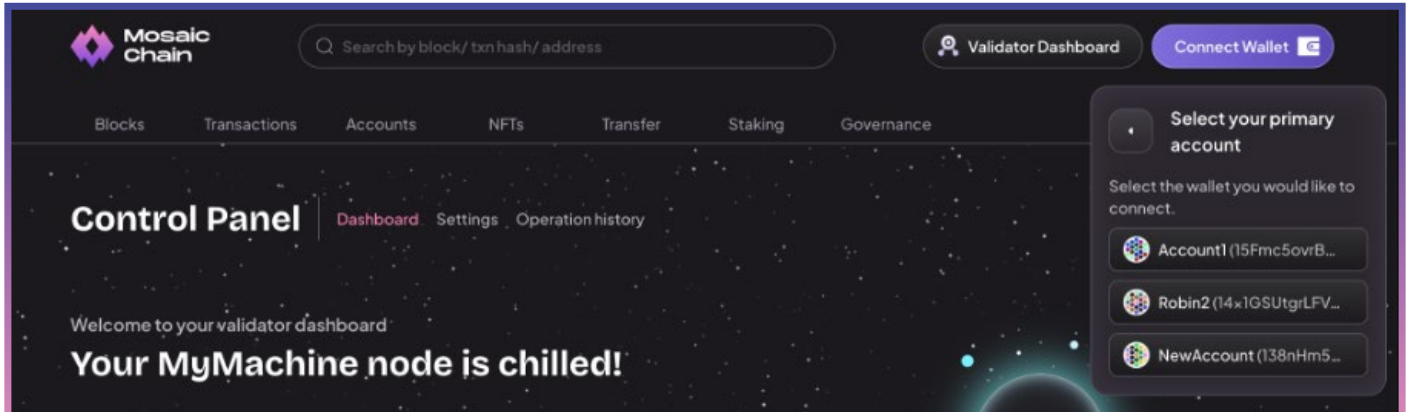 Mosaic
Chain
Search by block/ txn hash/ address
Validator Dashboard
Connect Wallet
Blocks Transactions Accounts NFTs Transfer Staking Governance
Select your primary
account
Select the wallet you would like to
connect.
Account1 (15Fmc5ovrB...
Robin2 (14x1GSUtgrLFV...
NewAccount (138nHm5...
Control Panel
Dashboard Settings Operation history
Welcome to your validator dashboard
Your MyMachine node is chilled!